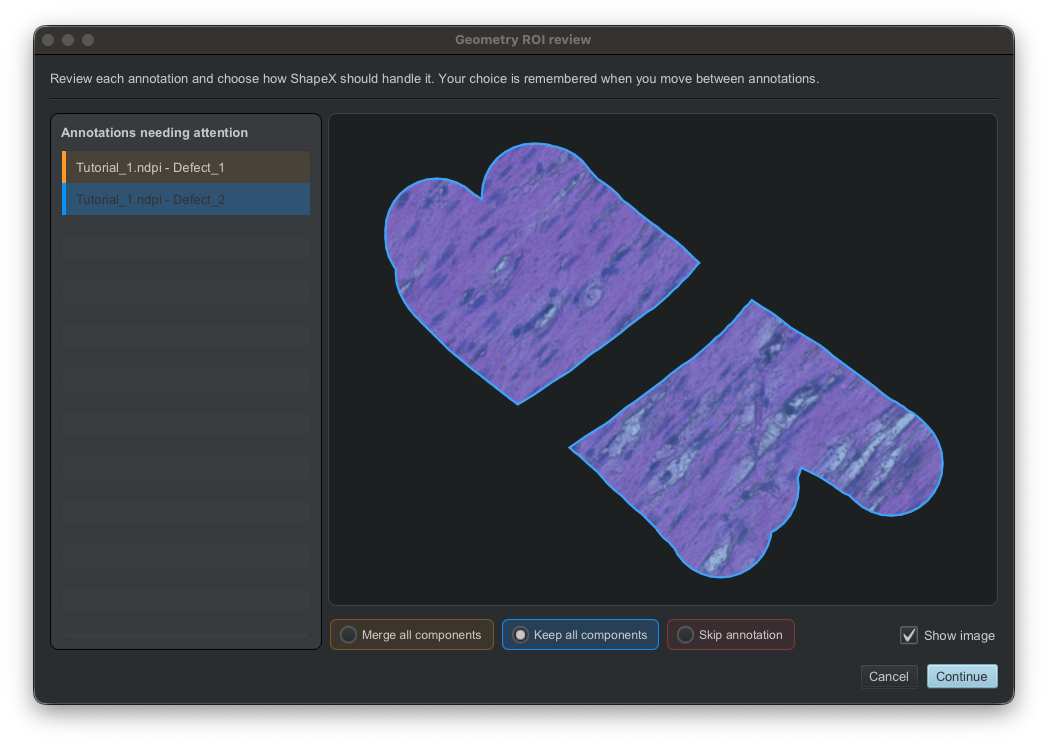 Geometry ROI review
Review each annotation and choose how ShapeX should handle it. Your choice is remembered when you move between annotations.
Annotations needing attention
Tutorial_1.ndpi - Defect_1
Tutorial_1.ndpi - Defect_2
Merge all components
Keep all components
Skip annotation
Show image
Cancel
Continue